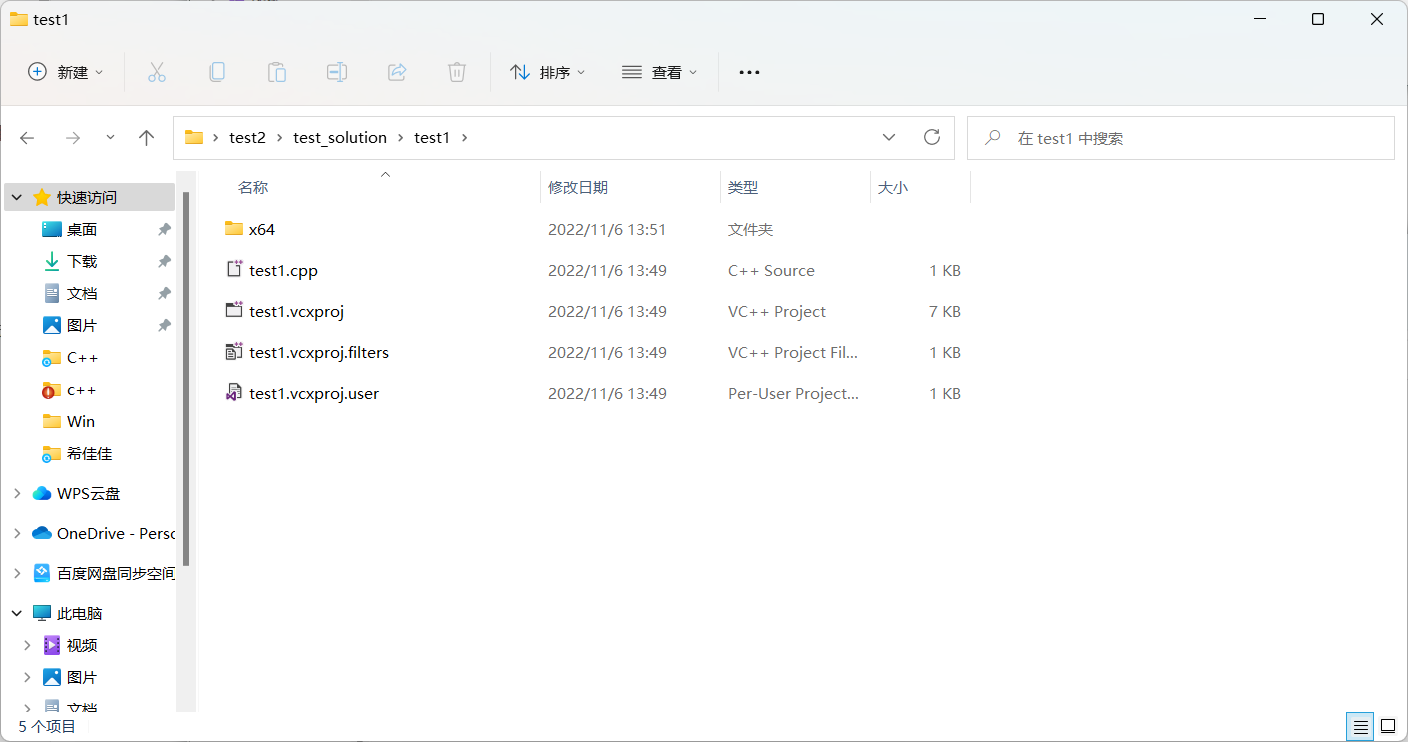 test1
新建 排序 查看
test2 test_solution test1 在 test1 中搜索
名称 修改日期 类型 大小
快速访问
桌面
下载
文档
图片
C++
c++
Win
希佳佳
WPS云盘
OneDrive - Perso
百度网盘同步空间
此电脑
视频
图片
文档
x64 2022/11/6 13:51 文件夹
test1.cpp 2022/11/6 13:49 C++ Source 1 KB
test1.vcxproj 2022/11/6 13:49 VC++ Project 7 KB
test1.vcxproj.filters 2022/11/6 13:49 VC++ Project Fil... 1 KB
test1.vcxproj.user 2022/11/6 13:49 Per-User Project... 1 KB
5 个项目